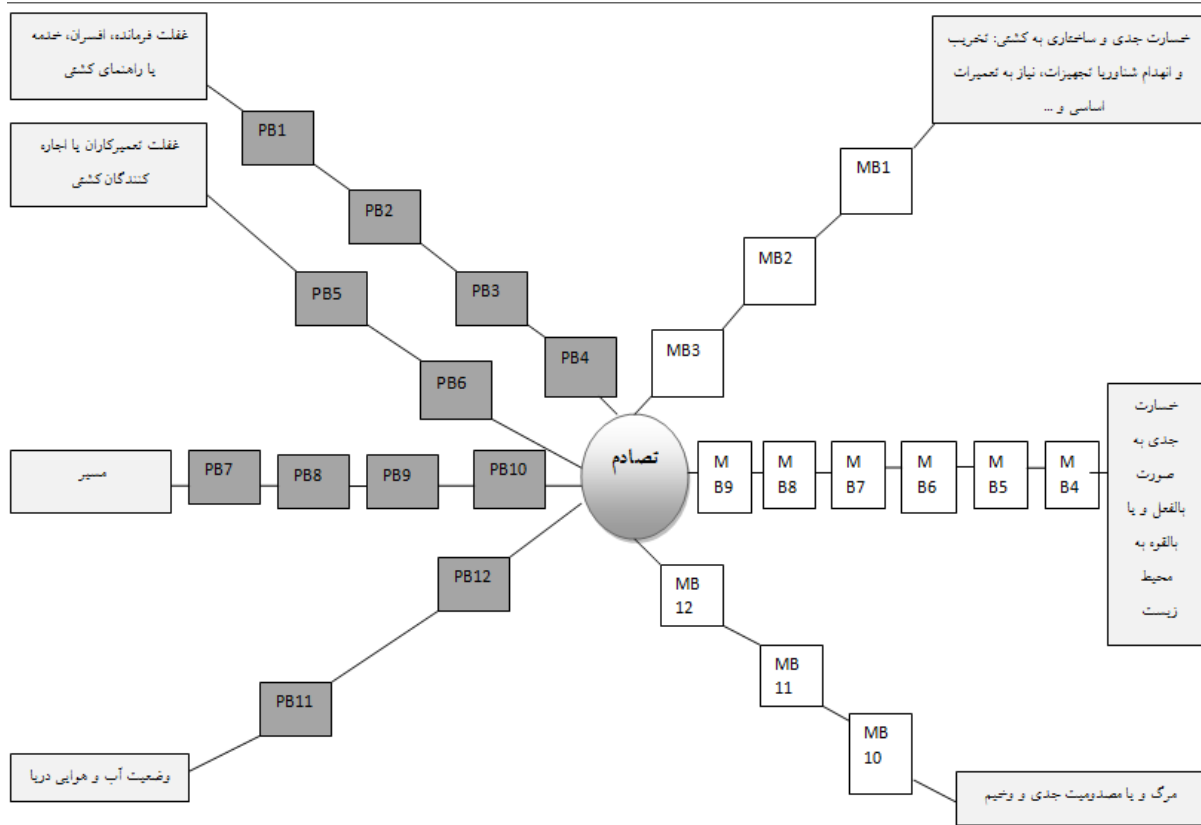 غفلت فرمانده، افسران، خدمه
یا راهنمای کشتی
غفلت تعمیرکاران یا اجاره
کنندگان کشتی
مسیر
وضعیت آب و هوایی دریا
PB1
PB2
PB3
PB4
PB5
PB6
PB7
PB8
PB9
PB10
PB12
PB11
تصادم
خسارت جدی و ساختاری به کشتی: تخریب
و انهدام شناوریا تجهیزات، نیاز به تعمیرات
اساسی و ...
MB1
MB2
MB3
M
B9
M
B8
M
B7
M
B6
M
B5
M
B4
خسارت
جدی به
صورت
بالفعل و یا
بالقوه به
محیط
زیست
MB
12
MB
11
MB
10
مرگ و یا مصدومیت جدی و وخیم